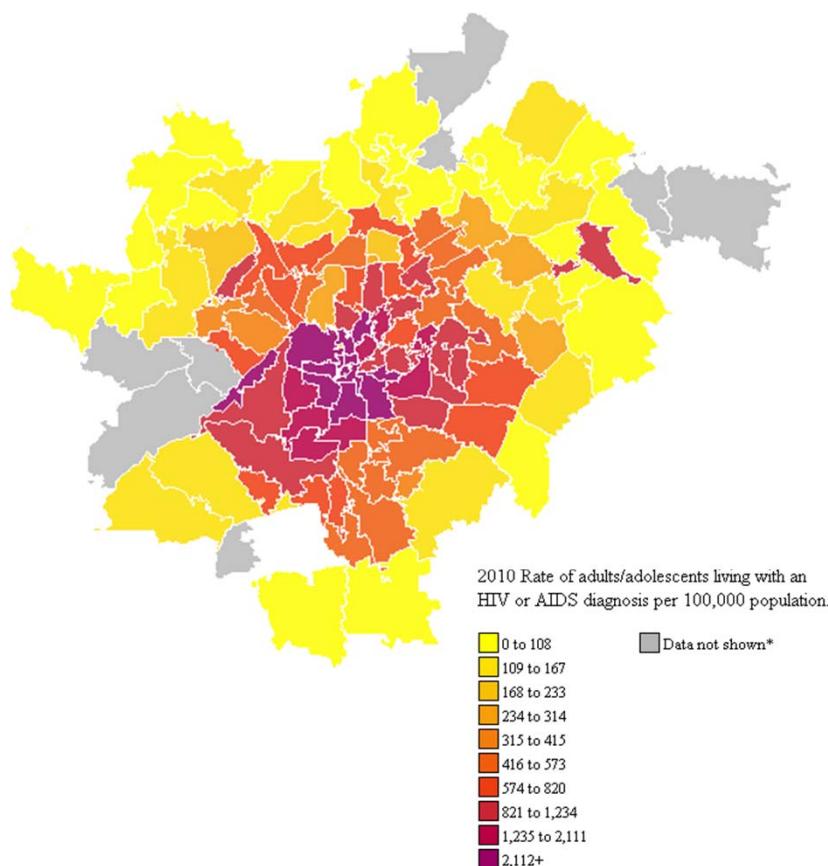 2010 Rate of adults/adolescents living with an
HIV or AIDS diagnosis per 100,000 population.
0 to 108
Data not shown*
109 to 167
168 to 233
234 to 314
315 to 415
416 to 573
574 to 820
821 to 1,234
1,235 to 2,111
2,112+